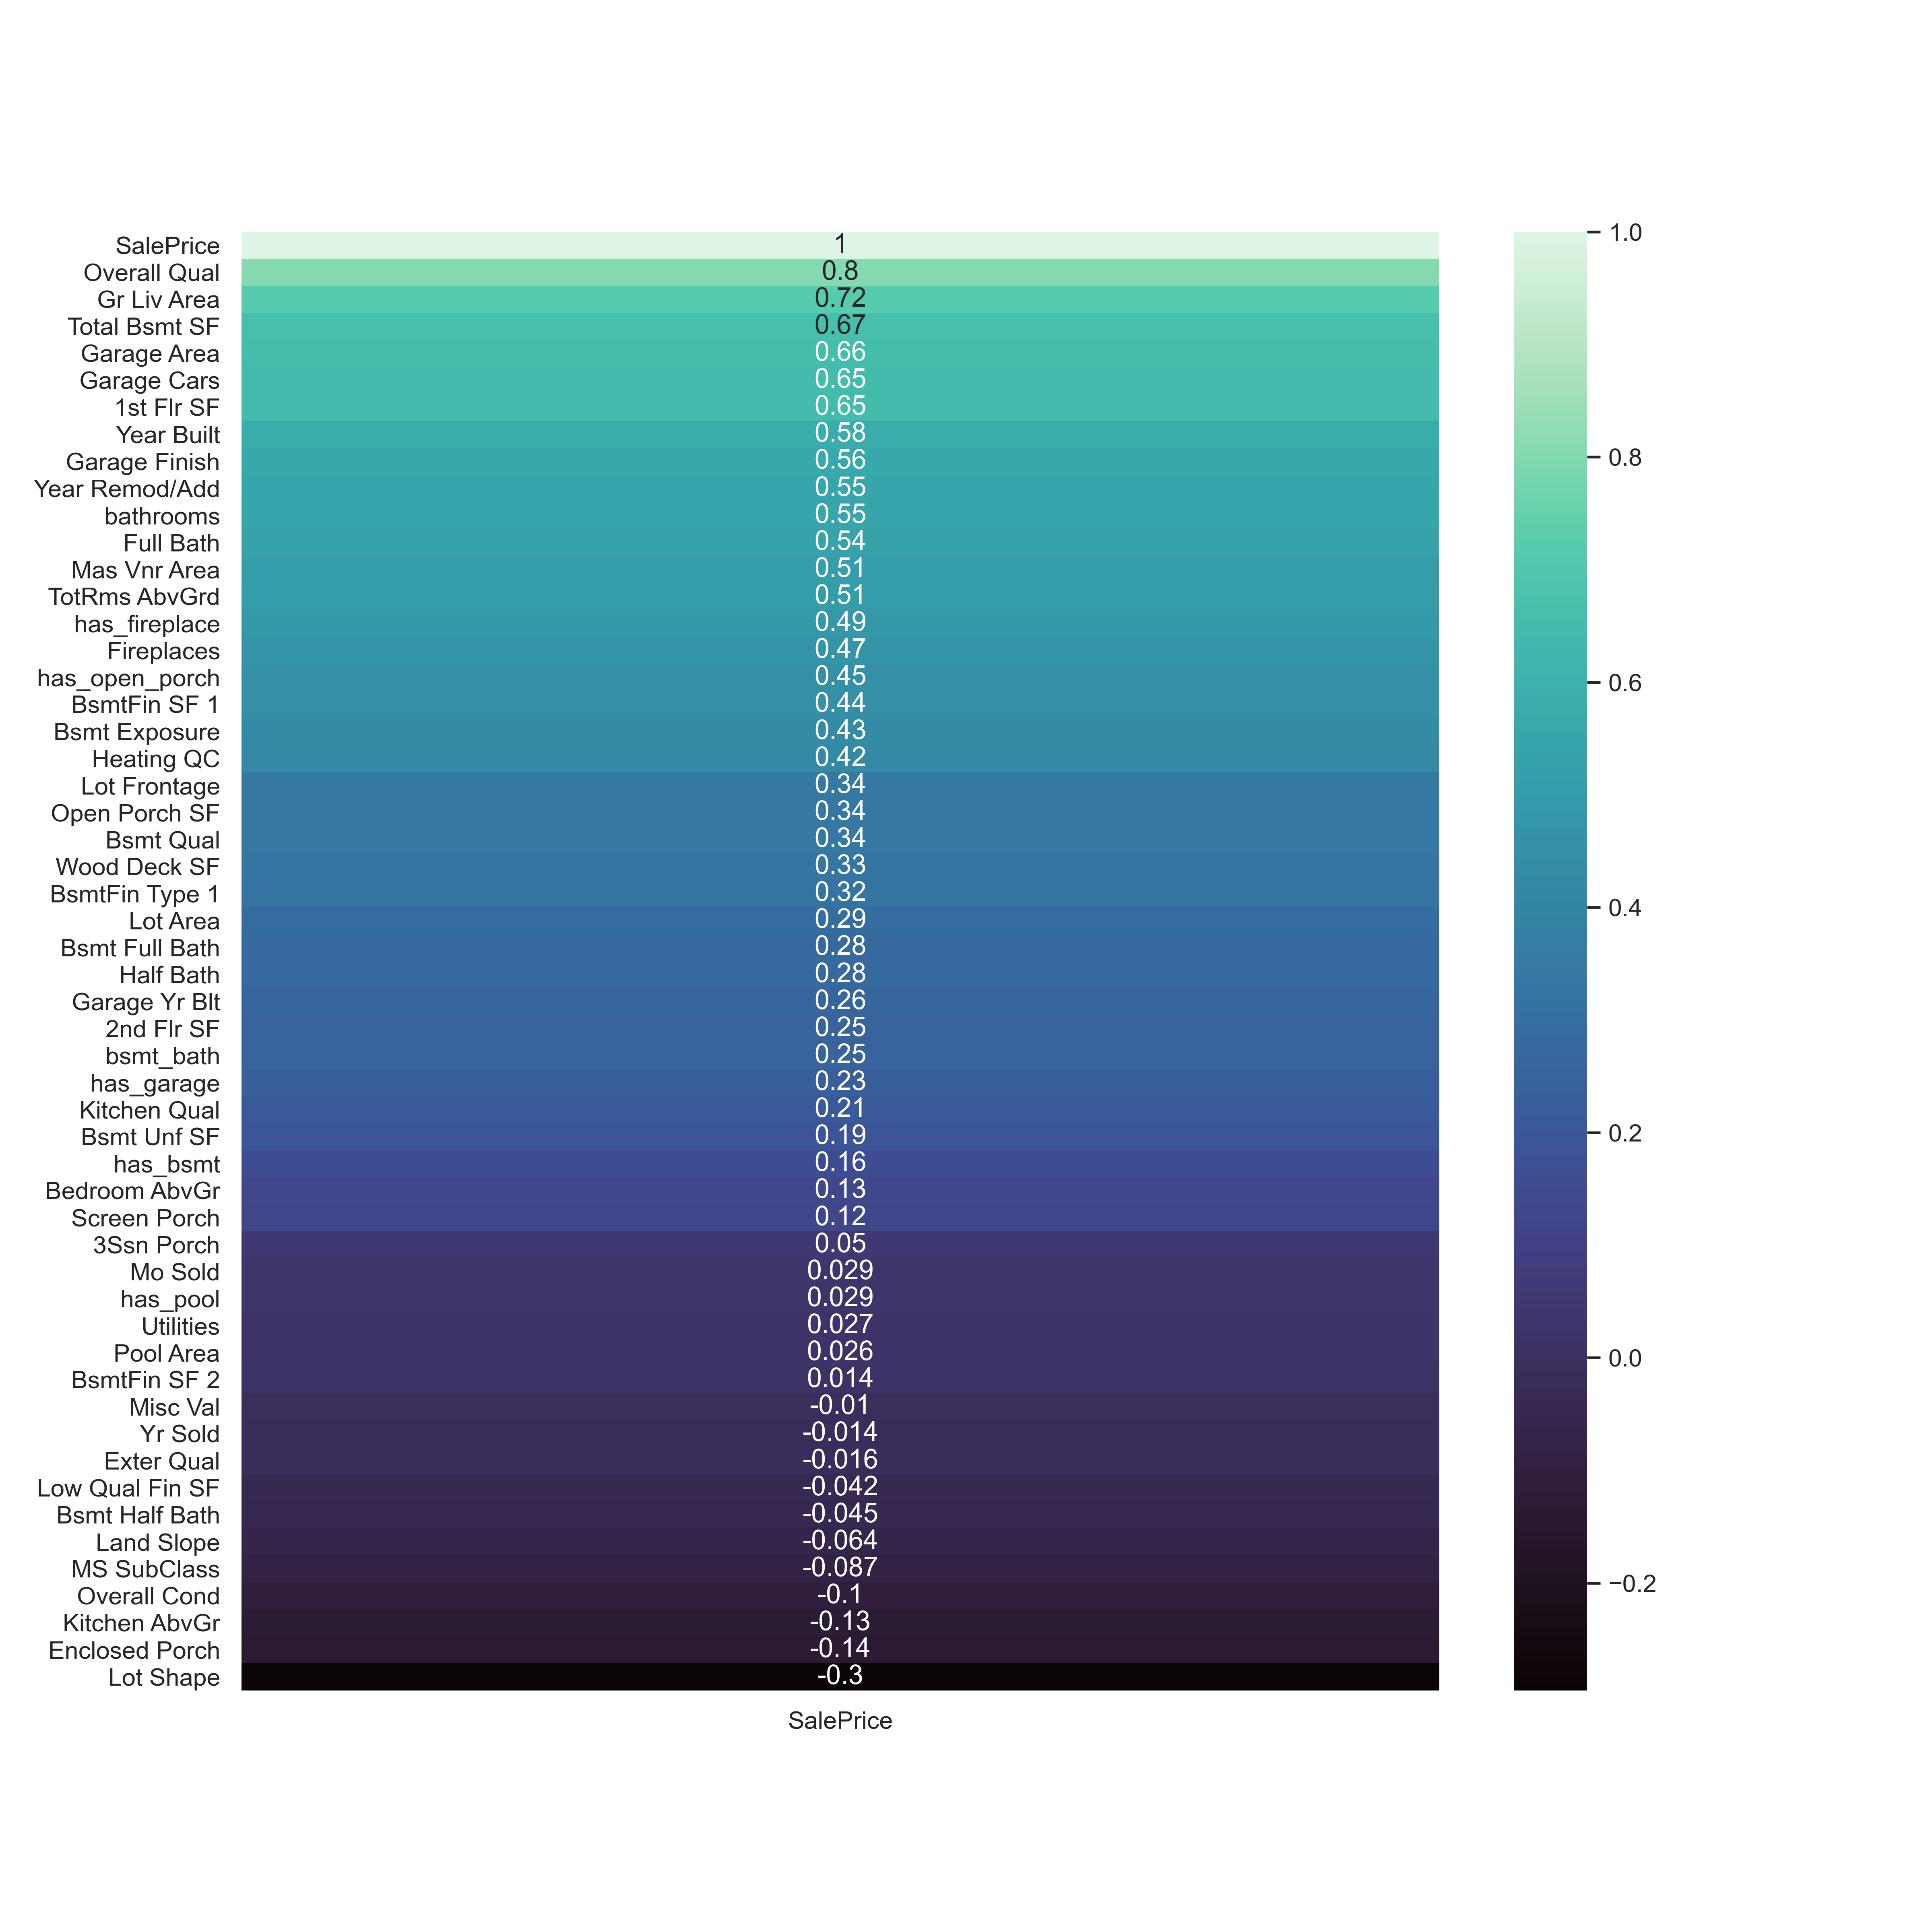 SalePrice 1
Overall Qual 0.8
Gr Liv Area 0.72
Total Bsmt SF 0.67
Garage Area 0.66
Garage Cars 0.65
1st Flr SF 0.65
Year Built 0.58
Garage Finish 0.56
Year Remod/Add 0.55
bathrooms 0.55
Full Bath 0.54
Mas Vnr Area 0.51
TotRms AbvGrd 0.51
has_fireplace 0.49
Fireplaces 0.47
has_open_porch 0.45
BsmtFin SF 1 0.44
Bsmt Exposure 0.43
Heating QC 0.42
Lot Frontage 0.34
Open Porch SF 0.34
Bsmt Qual 0.34
Wood Deck SF 0.33
BsmtFin Type 1 0.32
Lot Area 0.29
Bsmt Full Bath 0.28
Half Bath 0.28
Garage Yr Blt 0.26
2nd Flr SF 0.25
bsmt_bath 0.25
has_garage 0.23
Kitchen Qual 0.21
Bsmt Unf SF 0.19
has_bsmt 0.16
Bedroom AbvGr 0.13
Screen Porch 0.12
3Ssn Porch 0.05
Mo Sold 0.029
has_pool 0.029
Utilities 0.027
Pool Area 0.026
BsmtFin SF 2 0.014
Misc Val -0.01
Yr Sold -0.014
Exter Qual -0.016
Low Qual Fin SF -0.042
Bsmt Half Bath -0.045
Land Slope -0.064
MS SubClass -0.087
Overall Cond -0.1
Kitchen AbvGr -0.13
Enclosed Porch -0.14
Lot Shape -0.3
SalePrice
1.0
0.8
0.6
0.4
0.2
0.0
−0.2